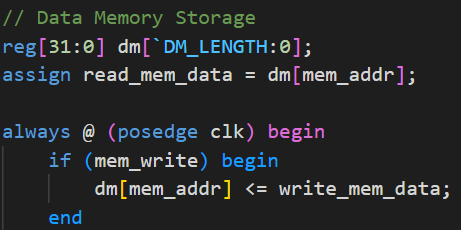 // Data Memory Storage
reg[31:0] dm[`DM_LENGTH:0];
assign read_mem_data = dm[mem_addr];

always @ (posedge clk) begin
    if (mem_write) begin
        dm[mem_addr] <= write_mem_data;
    end